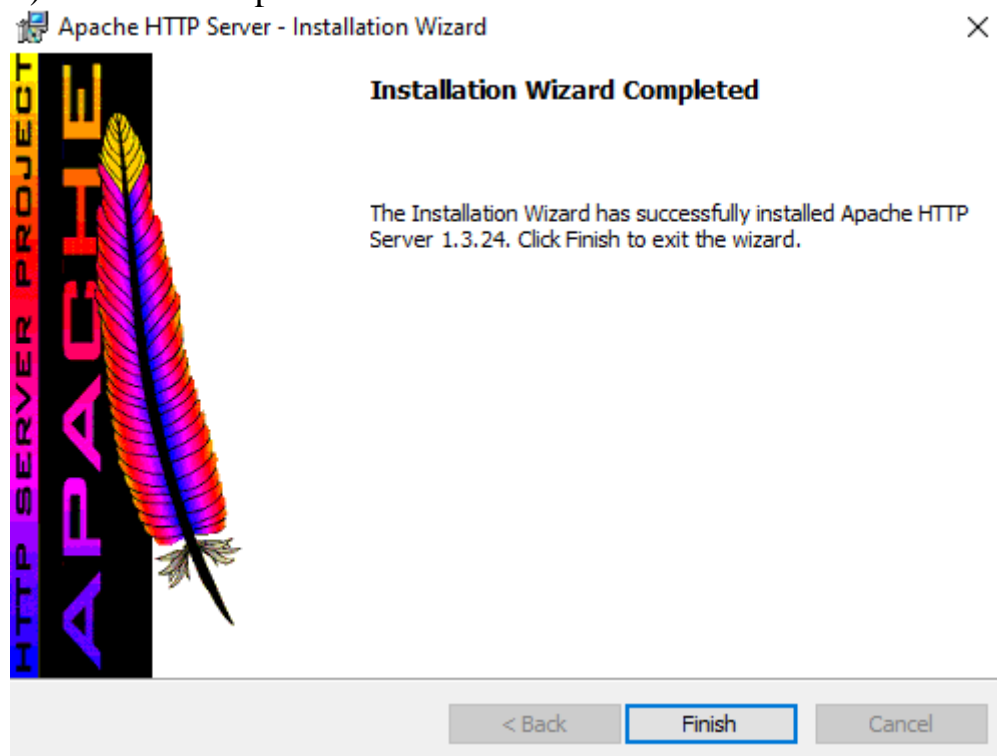 Apache HTTP Server - Installation Wizard
HTTP SERVER PROJECT
APACHE
Installation Wizard Completed
The Installation Wizard has successfully installed Apache HTTP
Server 1.3.24. Click Finish to exit the wizard.
< Back
Finish
Cancel